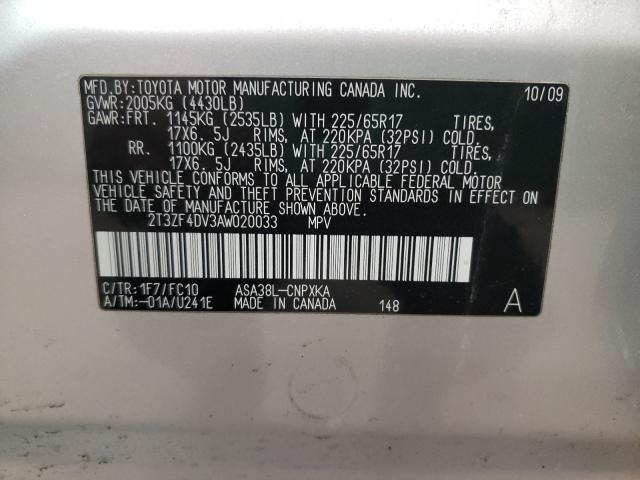 MFD.BY:TOYOTA MOTOR MANUFACTURING CANADA INC. 10/09
GVWR:2005KG (4430LB)
GAWR:FRT. 1145KG (2535LB) WITH 225/65R17 TIRES,
17X6.5J RIMS, AT 220KPA (32PSI) COLD.
RR. 1100KG (2435LB) WITH 225/65R17 TIRES,
17X6.5J RIMS, AT 220KPA (32PSI) COLD.
THIS VEHICLE CONFORMS TO ALL APPLICABLE FEDERAL MOTOR
VEHICLE SAFETY AND THEFT PREVENTION STANDARDS IN EFFECT ON
THE DATE OF MANUFACTURE SHOWN ABOVE.
2T3ZF4DV3AW020033 MPV
C/TR:1F7/FC10 ASA38L-CNPXKA
A/TM:-01A/U241E MADE IN CANADA 148 A